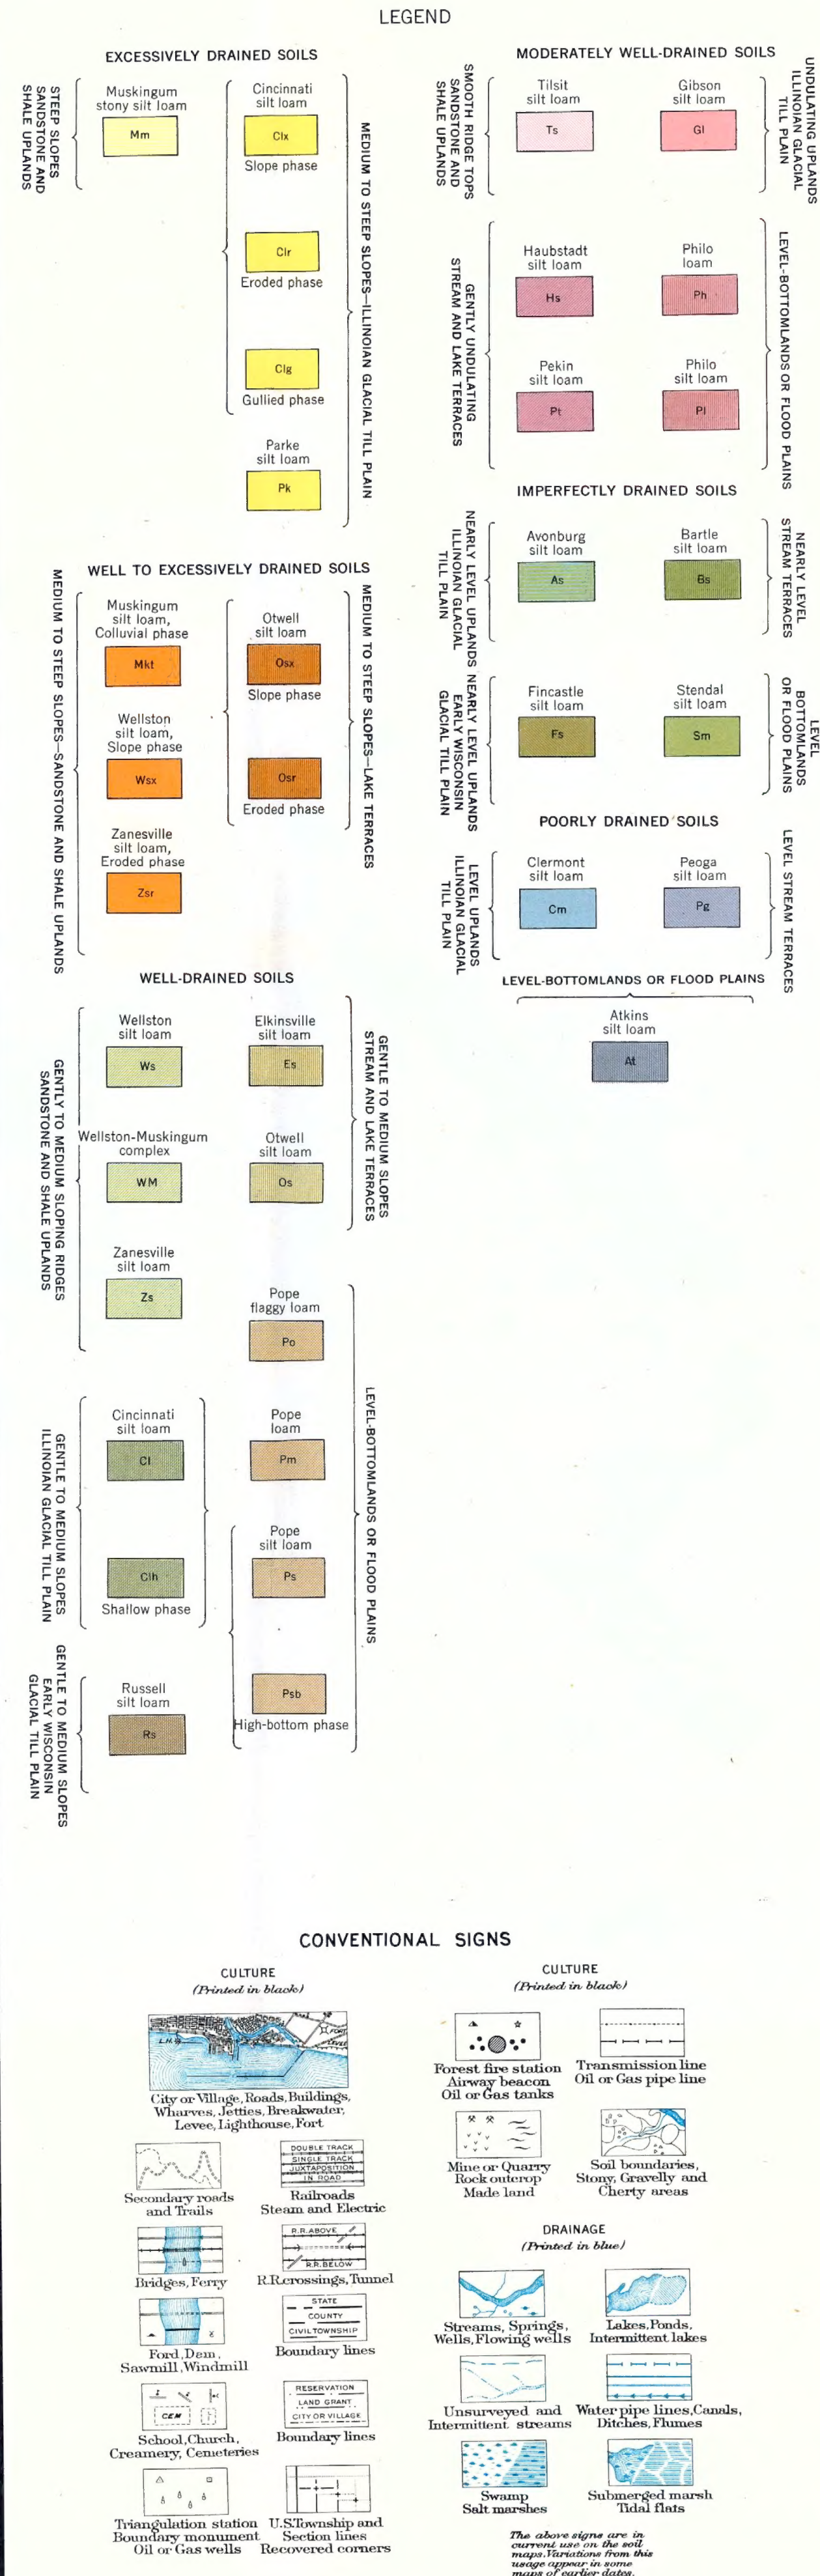 LEGEND
EXCESSIVELY DRAINED SOILS
STEEP SLOPES
SANDSTONE AND
SHALE UPLANDS
Muskingum
stony silt loam
Mm
Cincinnati
silt loam
Clx
Slope phase
Clr
Eroded phase
Clg
Gullied phase
Parke
silt loam
Pk
MEDIUM TO STEEP SLOPES—ILLINOIAN GLACIAL TILL PLAIN
WELL TO EXCESSIVELY DRAINED SOILS
MEDIUM TO STEEP SLOPES—SANDSTONE AND SHALE UPLANDS
Muskingum
silt loam,
Colluvial phase
Mkt
Wellston
silt loam,
Slope phase
Wsx
Zanesville
silt loam,
Eroded phase
Zsr
Otwell
silt loam
Osx
Slope phase
Osr
Eroded phase
MEDIUM TO STEEP SLOPES—LAKE TERRACES
WELL-DRAINED SOILS
GENTLY TO MEDIUM SLOPING RIDGES
SANDSTONE AND SHALE UPLANDS
Wellston
silt loam
Ws
Wellston-Muskingum
complex
WM
Zanesville
silt loam
Zs
Elkinsville
silt loam
Es
Otwell
silt loam
Os
GENTLE TO MEDIUM SLOPES
STREAM AND LAKE TERRACES
GENTLE TO MEDIUM SLOPES
ILLINOIAN GLACIAL TILL PLAIN
Cincinnati
silt loam
Cl
Clh
Shallow phase
GENTLE TO MEDIUM SLOPES
EARLY WISCONSIN
GLACIAL TILL PLAIN
Russell
silt loam
Rs
Pope
flaggy loam
Po
Pope
loam
Pm
Pope
silt loam
Ps
Psb
High-bottom phase
LEVEL-BOTTOMLANDS OR FLOOD PLAINS
MODERATELY WELL-DRAINED SOILS
SMOOTH RIDGE TOPS
SANDSTONE AND
SHALE UPLANDS
Tilsit
silt loam
Ts
Gibson
silt loam
Gl
UNDULATING UPLANDS
ILLINOIAN GLACIAL
TILL PLAIN
GENTLY UNDULATING
STREAM AND LAKE TERRACES
Haubstadt
silt loam
Hs
Pekin
silt loam
Pt
Philo
loam
Ph
Philo
silt loam
Pl
LEVEL-BOTTOMLANDS OR FLOOD PLAINS
IMPERFECTLY DRAINED SOILS
NEARLY LEVEL UPLANDS
ILLINOIAN GLACIAL
TILL PLAIN
Avonburg
silt loam
As
Bartle
silt loam
Bs
NEARLY LEVEL
STREAM TERRACES
NEARLY LEVEL UPLANDS
EARLY WISCONSIN
GLACIAL TILL PLAIN
Fincastle
silt loam
Fs
Stendal
silt loam
Sm
LEVEL
BOTTOMLANDS
OR FLOOD PLAINS
POORLY DRAINED SOILS
LEVEL UPLANDS
ILLINOIAN GLACIAL
TILL PLAIN
Clermont
silt loam
Cm
Peoga
silt loam
Pg
LEVEL STREAM TERRACES
LEVEL-BOTTOMLANDS OR FLOOD PLAINS
Atkins
silt loam
At
CONVENTIONAL SIGNS
CULTURE
(Printed in black)
L.H.
FORT
LEVEE
City or Village, Roads, Buildings,
Wharves, Jetties, Breakwater,
Levee, Lighthouse, Fort
Secondary roads
and Trails
DOUBLE TRACK
SINGLE TRACK
JUXTAPOSITION
IN ROAD
Railroads
Steam and Electric
Bridges, Ferry
R.R. ABOVE
R.R. BELOW
R.R. crossings, Tunnel
Ford, Dam,
Sawmill, Windmill
STATE
COUNTY
CIVIL TOWNSHIP
Boundary lines
CEM
School, Church,
Creamery, Cemeteries
RESERVATION
LAND GRANT
CITY OR VILLAGE
Boundary lines
Triangulation station
Boundary monument
Oil or Gas wells
U.S. Township and
Section lines
Recovered corners
CULTURE
(Printed in black)
Forest fire station
Airway beacon
Oil or Gas tanks
Transmission line
Oil or Gas pipe line
Mine or Quarry
Rock outcrop
Made land
Soil boundaries,
Stony, Gravelly and
Cherty areas
DRAINAGE
(Printed in blue)
Streams, Springs,
Wells, Flowing wells
Lakes, Ponds,
Intermittent lakes
Unsurveyed and
Intermittent streams
Water pipe lines, Canals,
Ditches, Flumes
Swamp
Salt marshes
Submerged marsh
Tidal flats
The above signs are in
current use on the soil
maps. Variations from this
usage appear in some
maps of earlier dates.